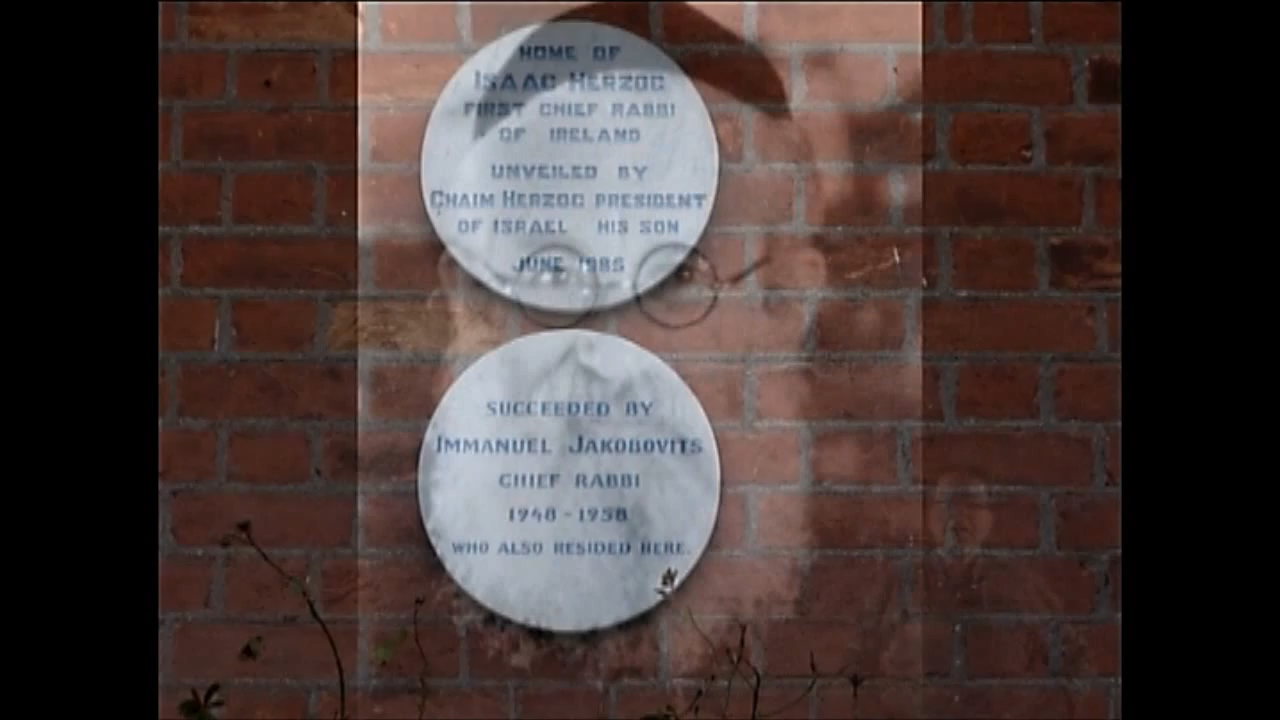 HOME OF
ISAAC HERZOG
FIRST CHIEF RABBI
OF IRELAND
UNVEILED BY
CHAIM HERZOG PRESIDENT
OF ISRAEL HIS SON
JUNE 1985
SUCCEEDED BY
IMMANUEL JAKOBOVITS
CHIEF RABBI
1948 - 1958
WHO ALSO RESIDED HERE.